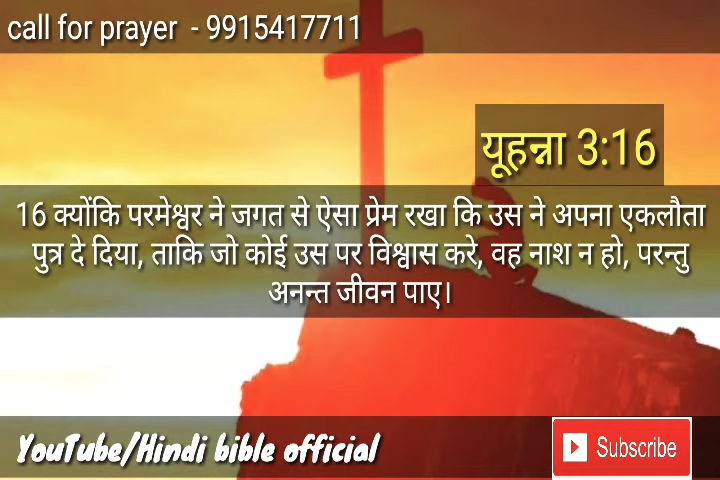 call for prayer - 9915417711
यूहन्ना 3:16
16 क्योंकि परमेश्वर ने जगत से ऐसा प्रेम रखा कि उस ने अपना एकलौता
पुत्र दे दिया, ताकि जो कोई उस पर विश्वास करे, वह नाश न हो, परन्तु
अनन्त जीवन पाए।
YouTube/Hindi bible official
Subscribe